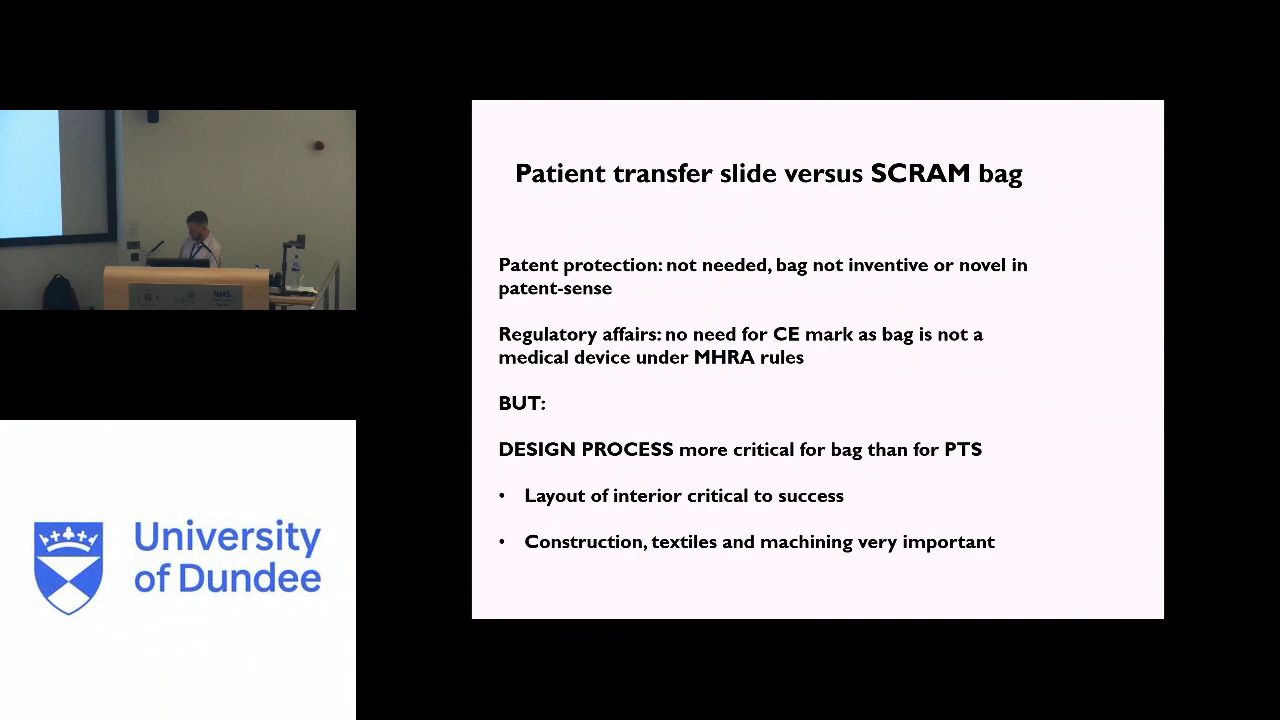 Patient transfer slide versus SCRAM bag
Patent protection: not needed, bag not inventive or novel in
patent-sense
Regulatory affairs: no need for CE mark as bag is not a
medical device under MHRA rules
BUT:
DESIGN PROCESS more critical for bag than for PTS
• Layout of interior critical to success
• Construction, textiles and machining very important
NHS
University
of Dundee